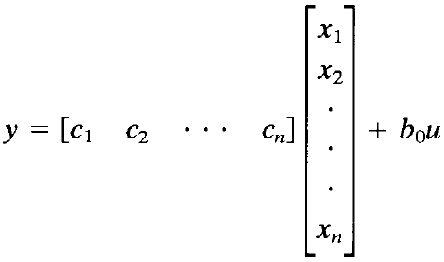 y = [c₁ c₂ · · · cₙ] [x₁ x₂ · · · xₙ] + b₀u